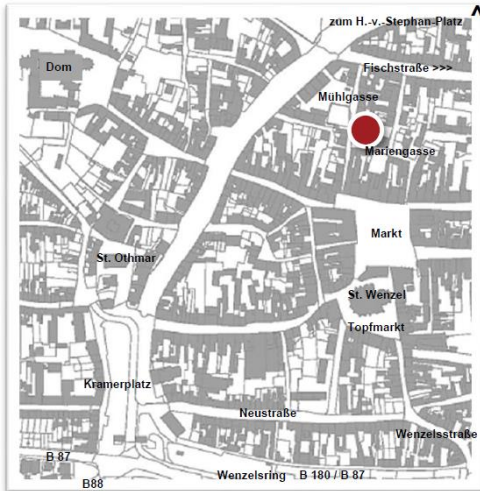 zum H.-v.-Stephan-Platz
Dom
Fischstraße >>>
Mühlgasse
Mariengasse
Markt
St. Othmar
St. Wenzel
Topfmarkt
Kramerplatz
Neustraße
Wenzelsstraße
B 87
Wenzelsring B 180 / B 87
B88